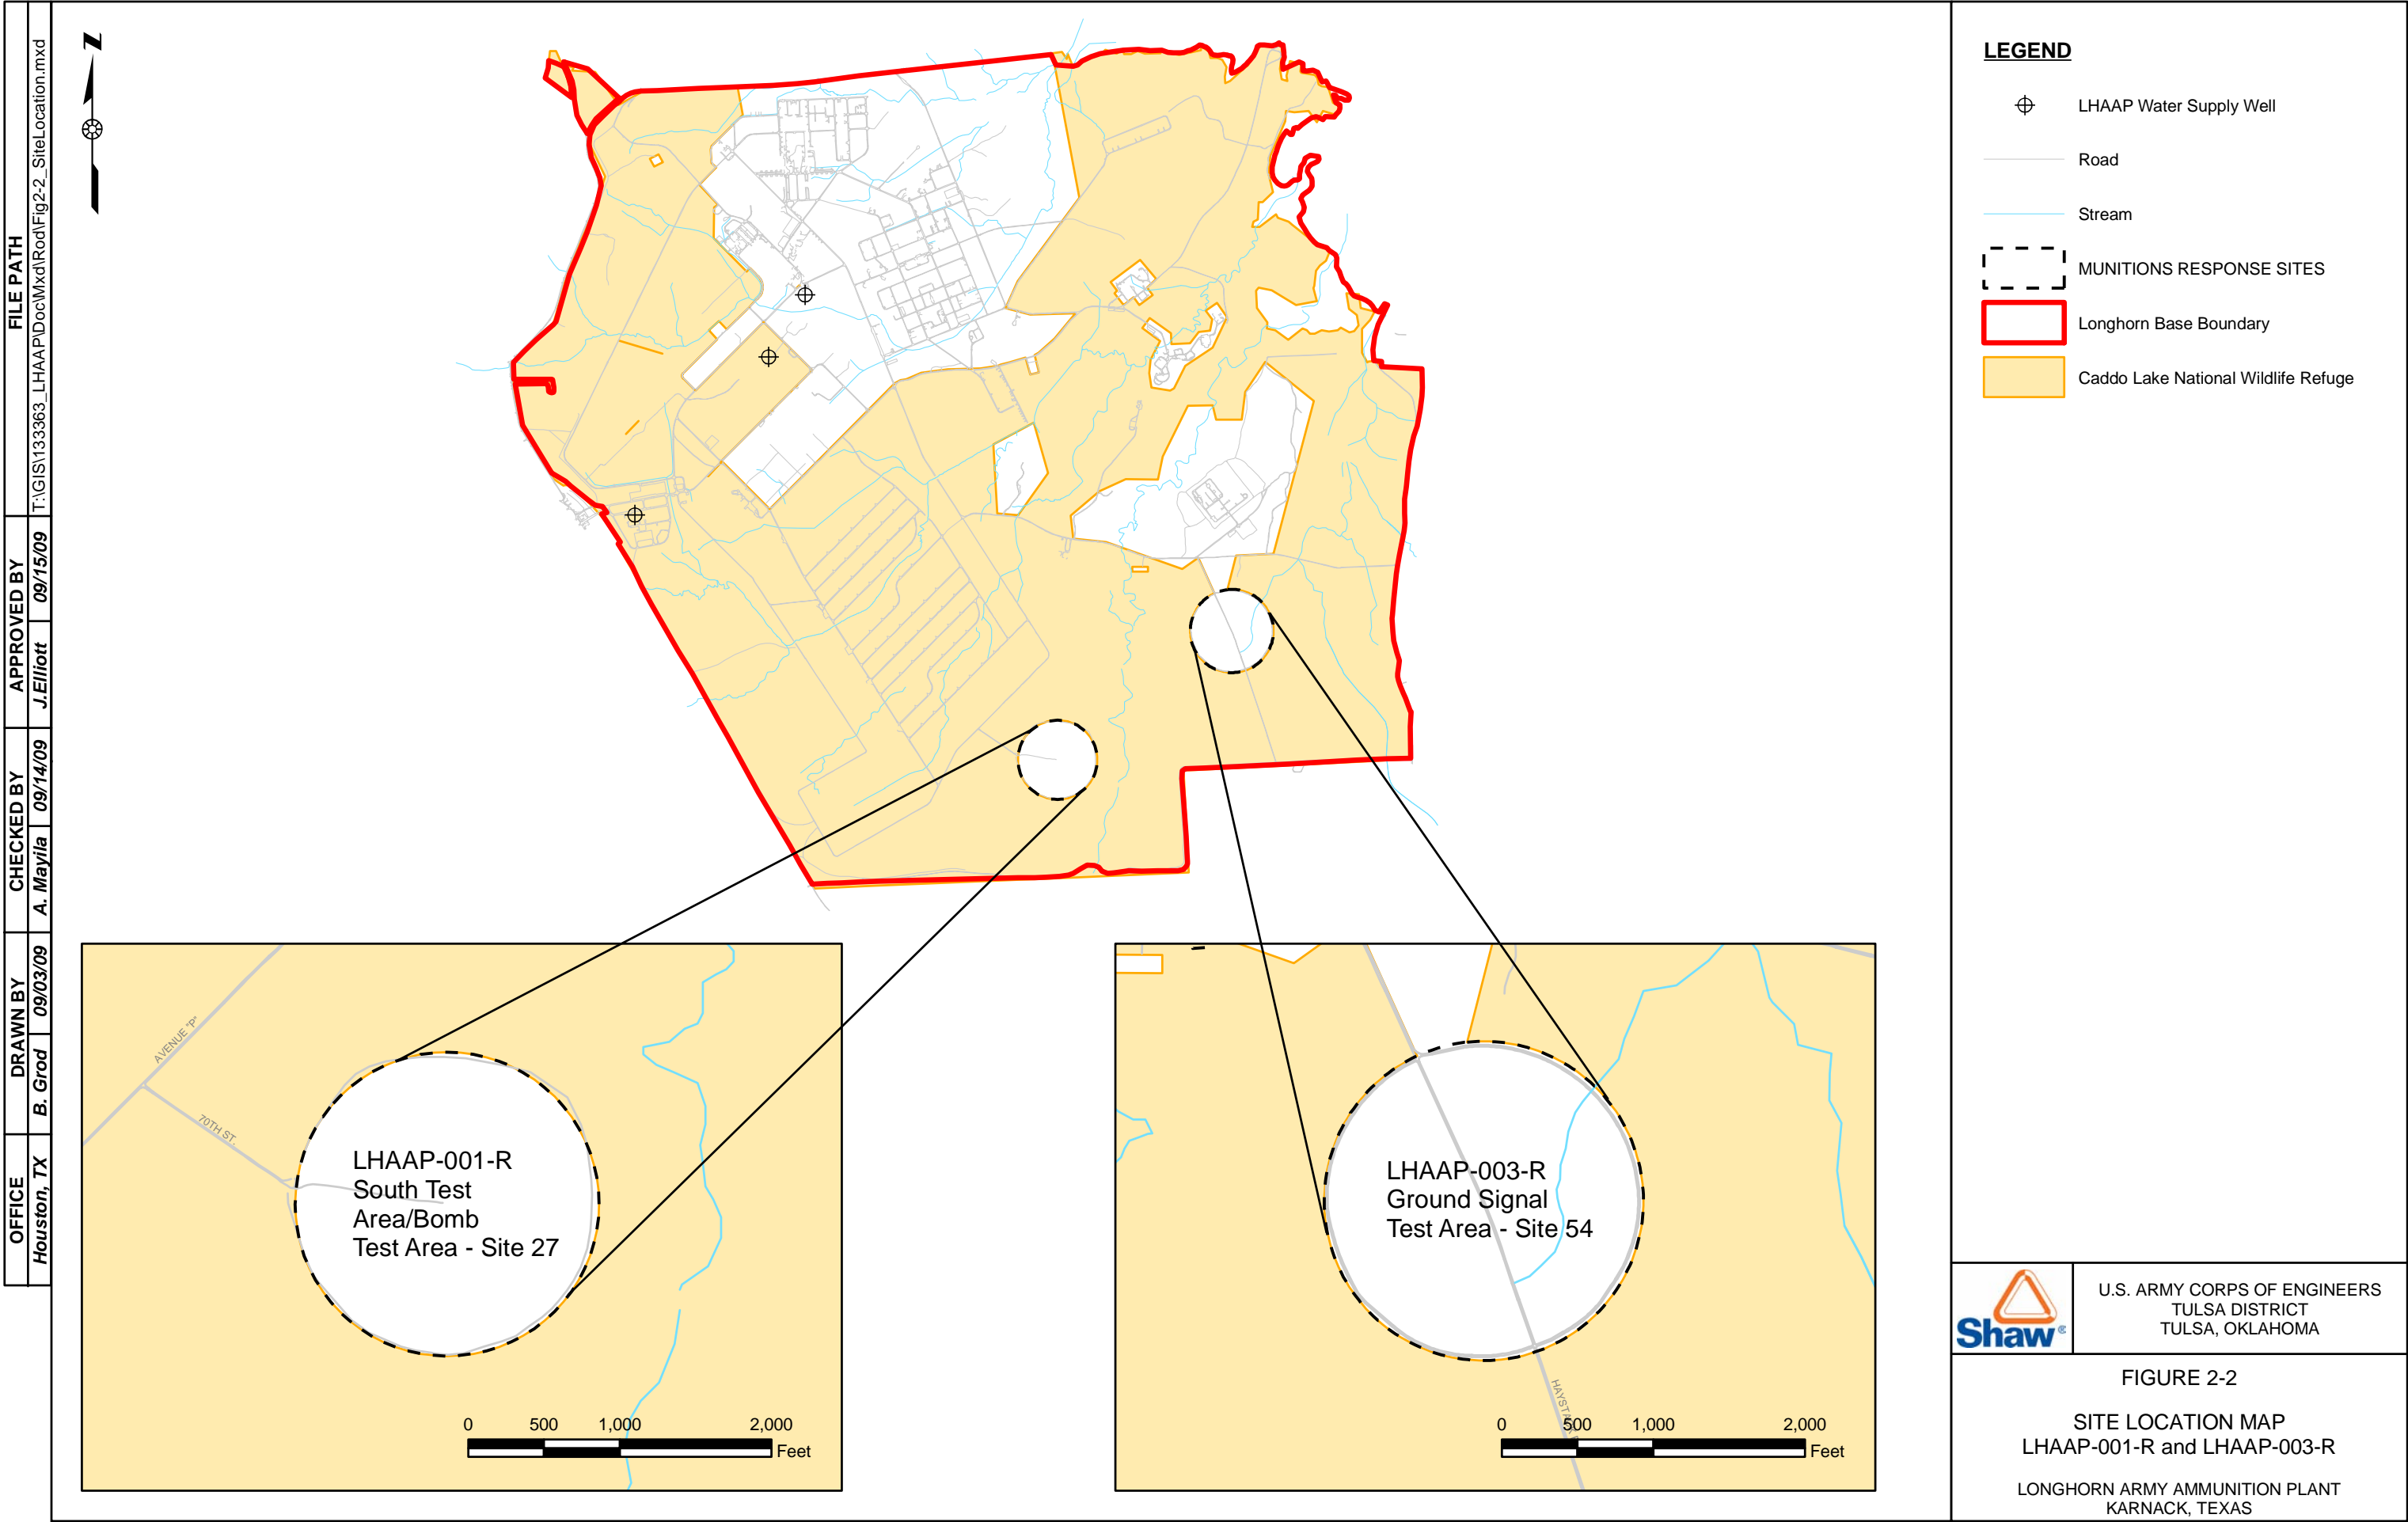 FILE PATH
T:\GIS\133363_LHAAP\Doc\Mxd\Rod\Fig2-2_SiteLocation.mxd
APPROVED BY
J.Elliott 09/15/09
CHECKED BY
A. Mayila 09/14/09
DRAWN BY
B. Grod 09/03/09
OFFICE
Houston, TX
N
LEGEND
LHAAP Water Supply Well
Road
Stream
MUNITIONS RESPONSE SITES
Longhorn Base Boundary
Caddo Lake National Wildlife Refuge
AVENUE "P"
70TH ST.
LHAAP-001-R
South Test
Area/Bomb
Test Area - Site 27
0 500 1,000 2,000
Feet
LHAAP-003-R
Ground Signal
Test Area - Site 54
0 500 1,000 2,000
Feet
Shaw®
U.S. ARMY CORPS OF ENGINEERS
TULSA DISTRICT
TULSA, OKLAHOMA
FIGURE 2-2
SITE LOCATION MAP
LHAAP-001-R and LHAAP-003-R
LONGHORN ARMY AMMUNITION PLANT
KARNACK, TEXAS